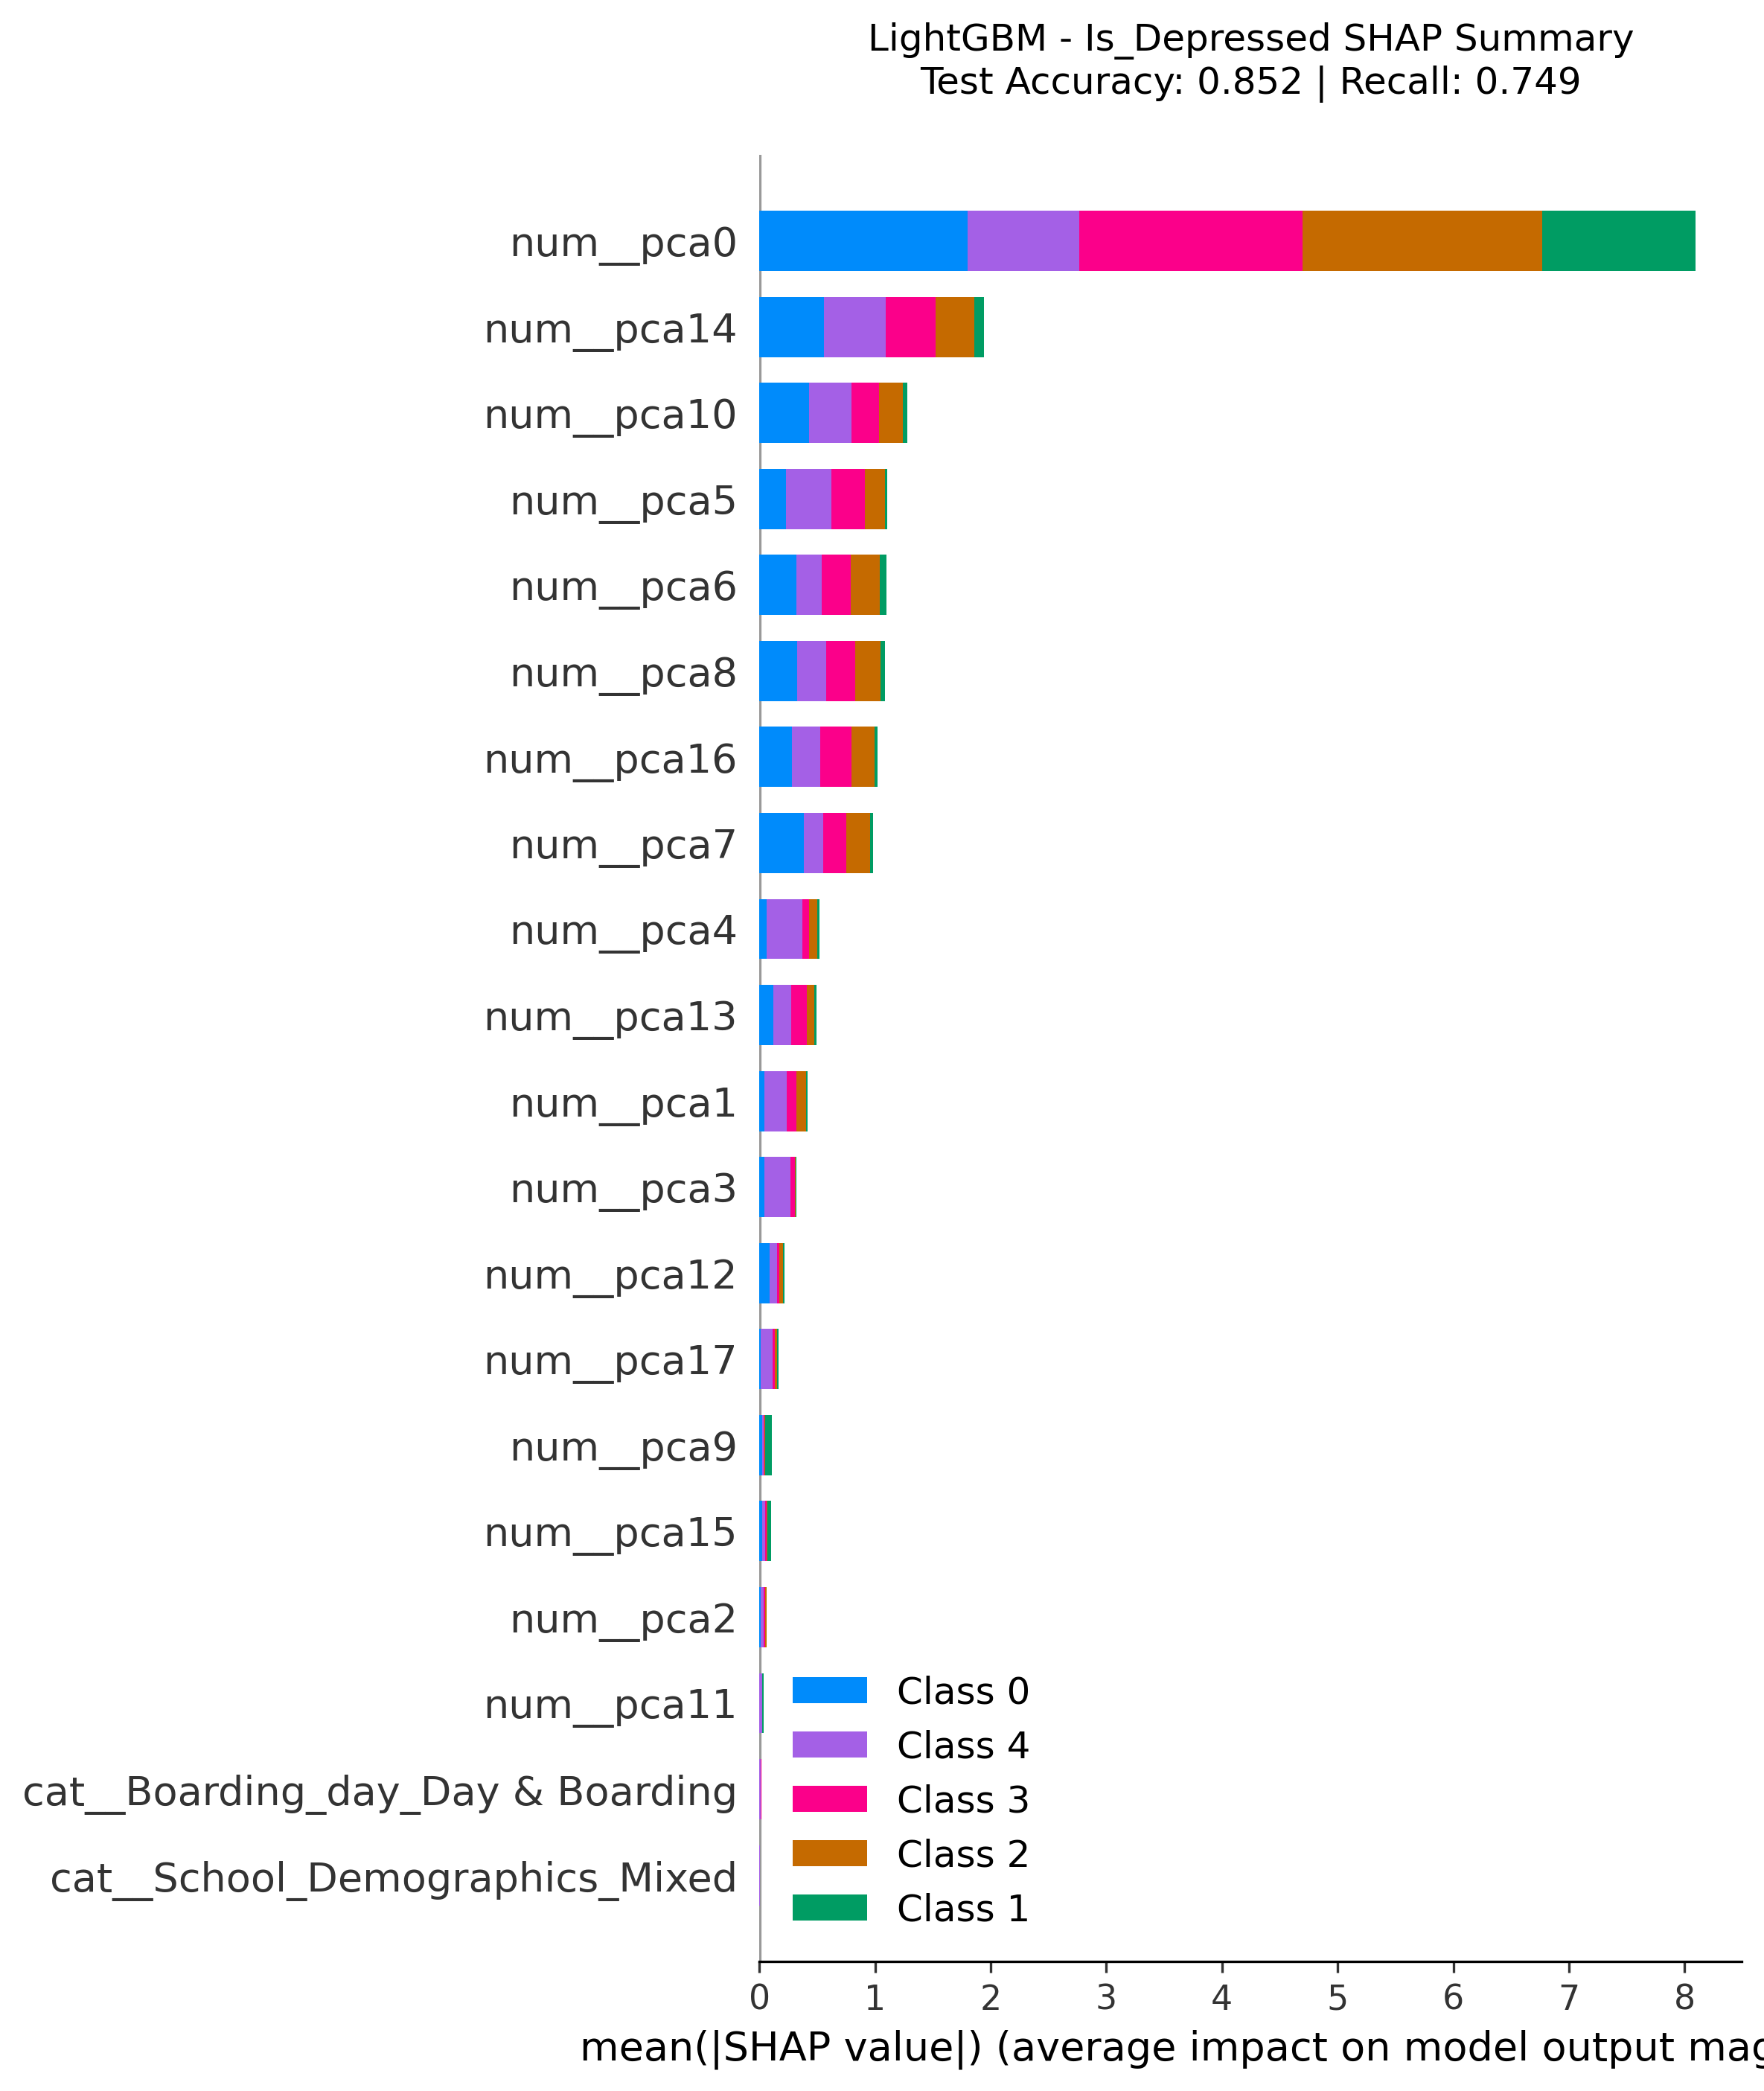 LightGBM - Is_Depressed SHAP Summary
Test Accuracy: 0.852 | Recall: 0.749
num__pca0
num__pca14
num__pca10
num__pca5
num__pca6
num__pca8
num__pca16
num__pca7
num__pca4
num__pca13
num__pca1
num__pca3
num__pca12
num__pca17
num__pca9
num__pca15
num__pca2
num__pca11
cat__Boarding_day_Day & Boarding
cat__School_Demographics_Mixed
Class 0
Class 4
Class 3
Class 2
Class 1
0 1 2 3 4 5 6 7 8
mean(|SHAP value|) (average impact on model output mag